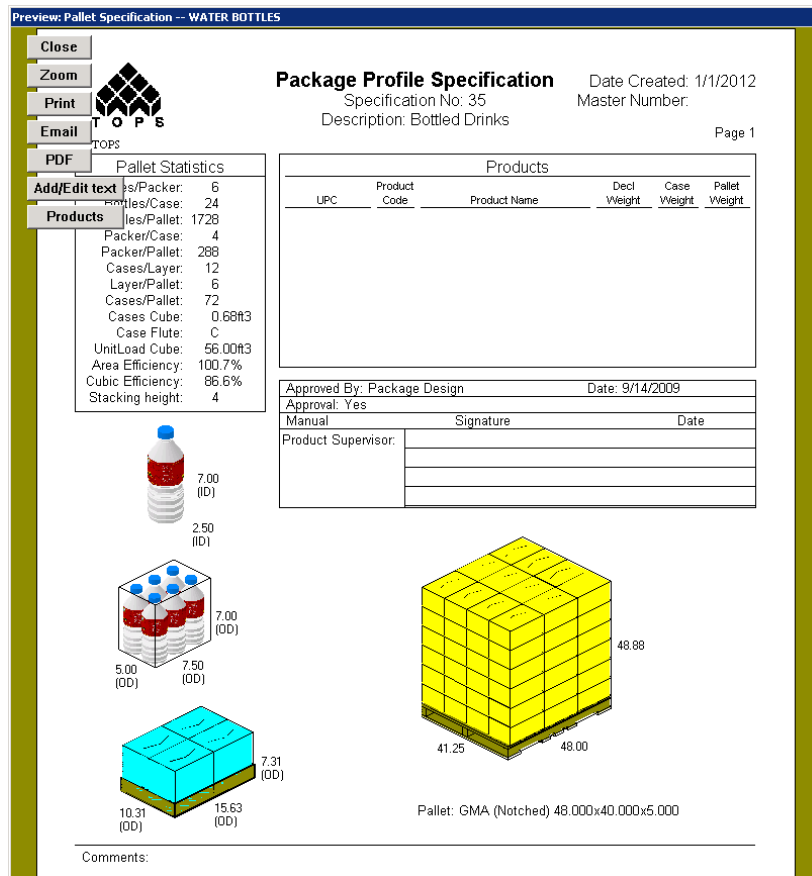 Preview: Pallet Specification -- WATER BOTTLES
Close
Zoom
Print
Email
PDF
Add/Edit text
Products
TOPS
TOPS
Package Profile Specification
Specification No: 35
Description: Bottled Drinks
Date Created: 1/1/2012
Master Number:
Page 1
Pallet Statistics
es/Packer: 6
Bottles/Case: 24
les/Pallet: 1728
Packer/Case: 4
Packer/Pallet: 288
Cases/Layer: 12
Layer/Pallet: 6
Cases/Pallet: 72
Cases Cube: 0.68ft3
Case Flute: C
UnitLoad Cube: 56.00ft3
Area Efficiency: 100.7%
Cubic Efficiency: 86.6%
Stacking height: 4
Products
UPC Product Code Product Name Decl Weight Case Weight Pallet Weight
Approved By: Package Design Date: 9/14/2009
Approval: Yes
Manual Signature Date
Product Supervisor:
7.00
(ID)
2.50
(ID)
7.00
(OD)
5.00
(OD)
7.50
(OD)
7.31
(OD)
10.31
(OD)
15.63
(OD)
48.88
41.25
48.00
Pallet: GMA (Notched) 48.000x40.000x5.000
Comments: